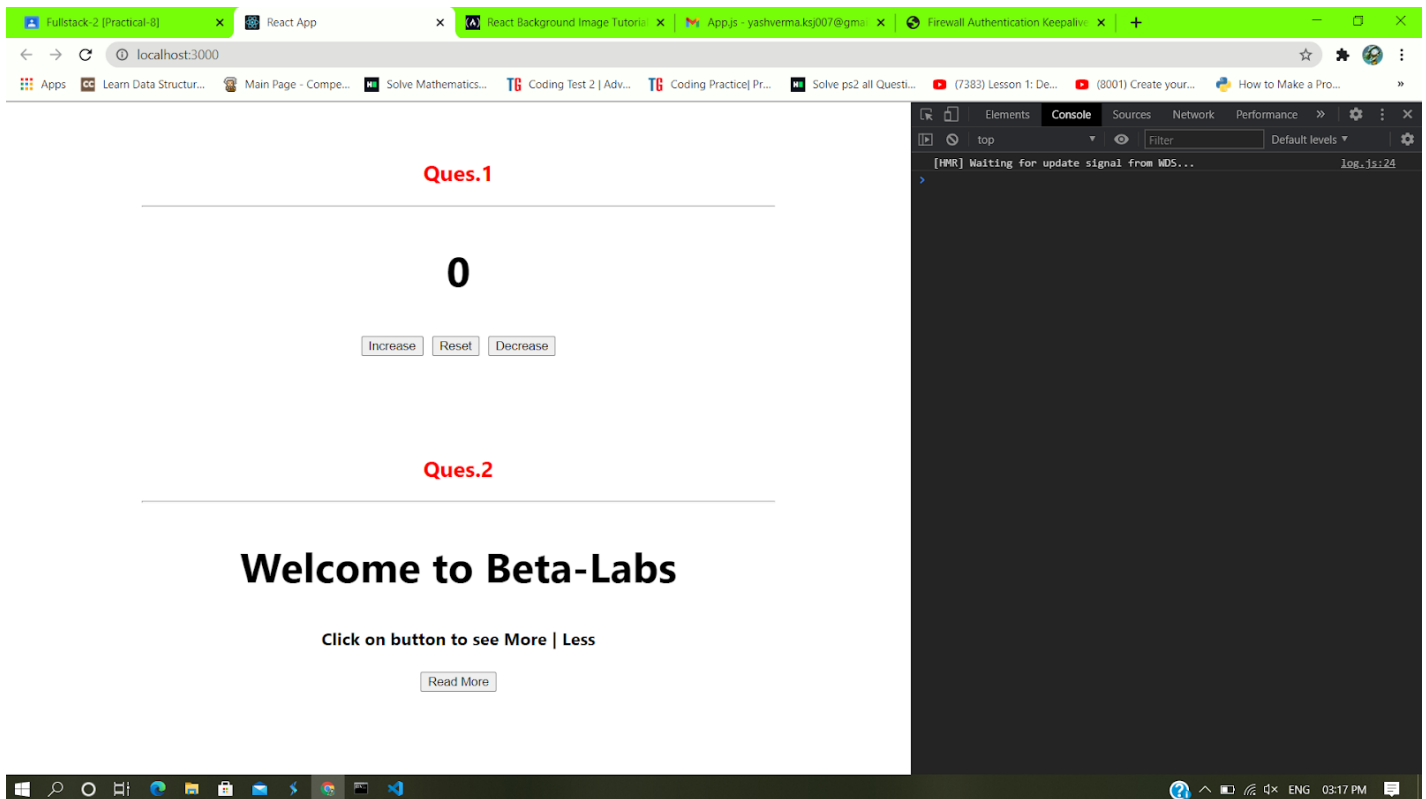 Fullstack-2 [Practical-8]
React App
React Background Image Tutorial
App.js - yashverma.ksj007@gmai
Firewall Authentication Keepalive
localhost:3000
Apps
Learn Data Structur...
Main Page - Compe...
Solve Mathematics...
Coding Test 2 | Adv...
Coding Practice| Pr...
Solve ps2 all Questi...
(7383) Lesson 1: De...
(8001) Create your...
How to Make a Pro...
»
Ques.1
0
Increase Reset Decrease
Ques.2
Welcome to Beta-Labs
Click on button to see More | Less
Read More
Elements Console Sources Network Performance »
top Filter Default levels
[HMR] Waiting for update signal from WDS... log.js:24
ENG 03:17 PM